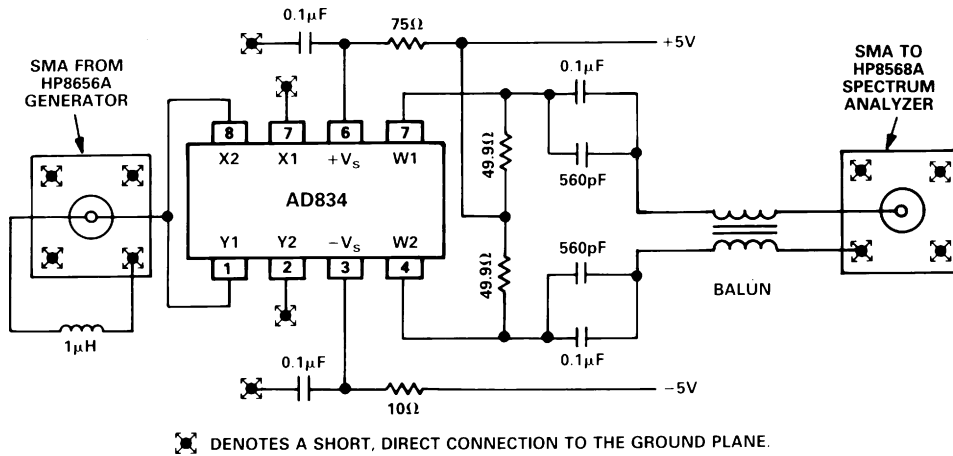 0.1µF
75Ω
+5V
SMA FROM
HP8656A
GENERATOR
0.1µF
SMA TO
HP8568A
SPECTRUM
ANALYZER
8
7
6
7
X2
X1
+VS
W1
49.9Ω
560pF
AD834
Y1
Y2
−VS
W2
560pF
1
2
3
4
49.9Ω
BALUN
1µH
0.1µF
0.1µF
10Ω
−5V
DENOTES A SHORT, DIRECT CONNECTION TO THE GROUND PLANE.